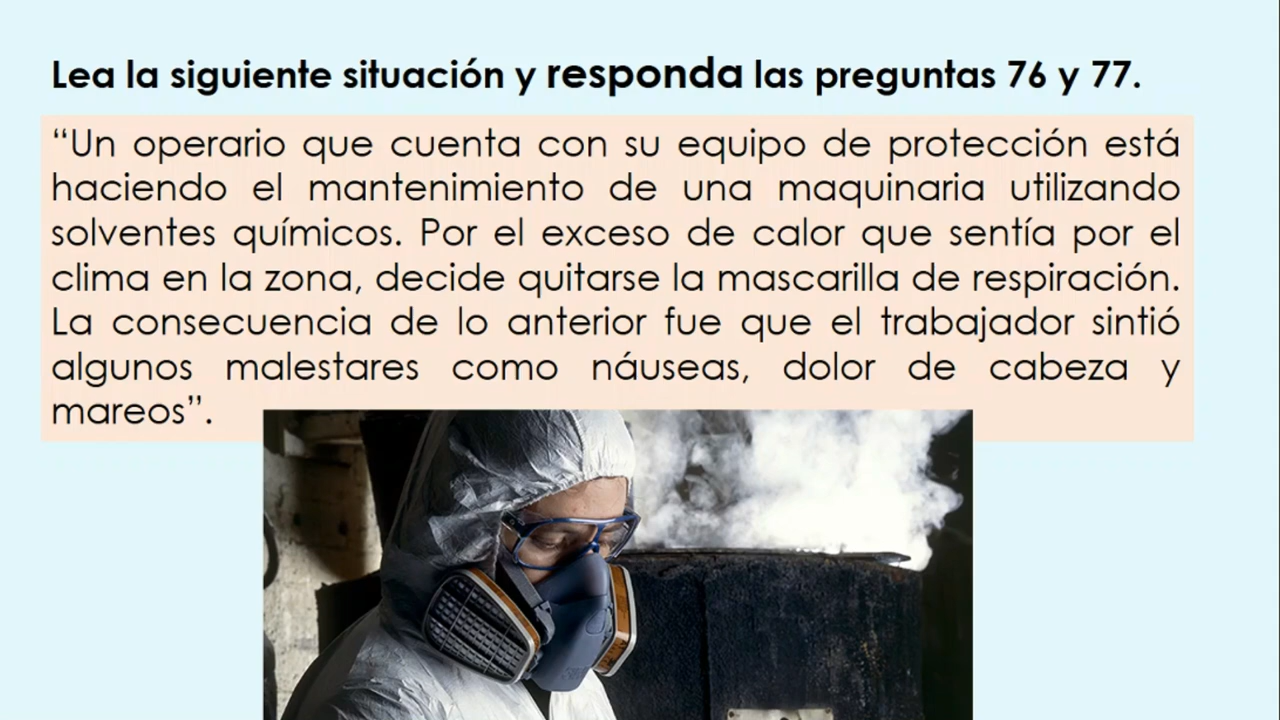 Lea la siguiente situación y responda las preguntas 76 y 77.
“Un operario que cuenta con su equipo de protección está
haciendo el mantenimiento de una maquinaria utilizando
solventes químicos. Por el exceso de calor que sentía por el
clima en la zona, decide quitarse la mascarilla de respiración.
La consecuencia de lo anterior fue que el trabajador sintió
algunos malestares como náuseas, dolor de cabeza y
mareos”.